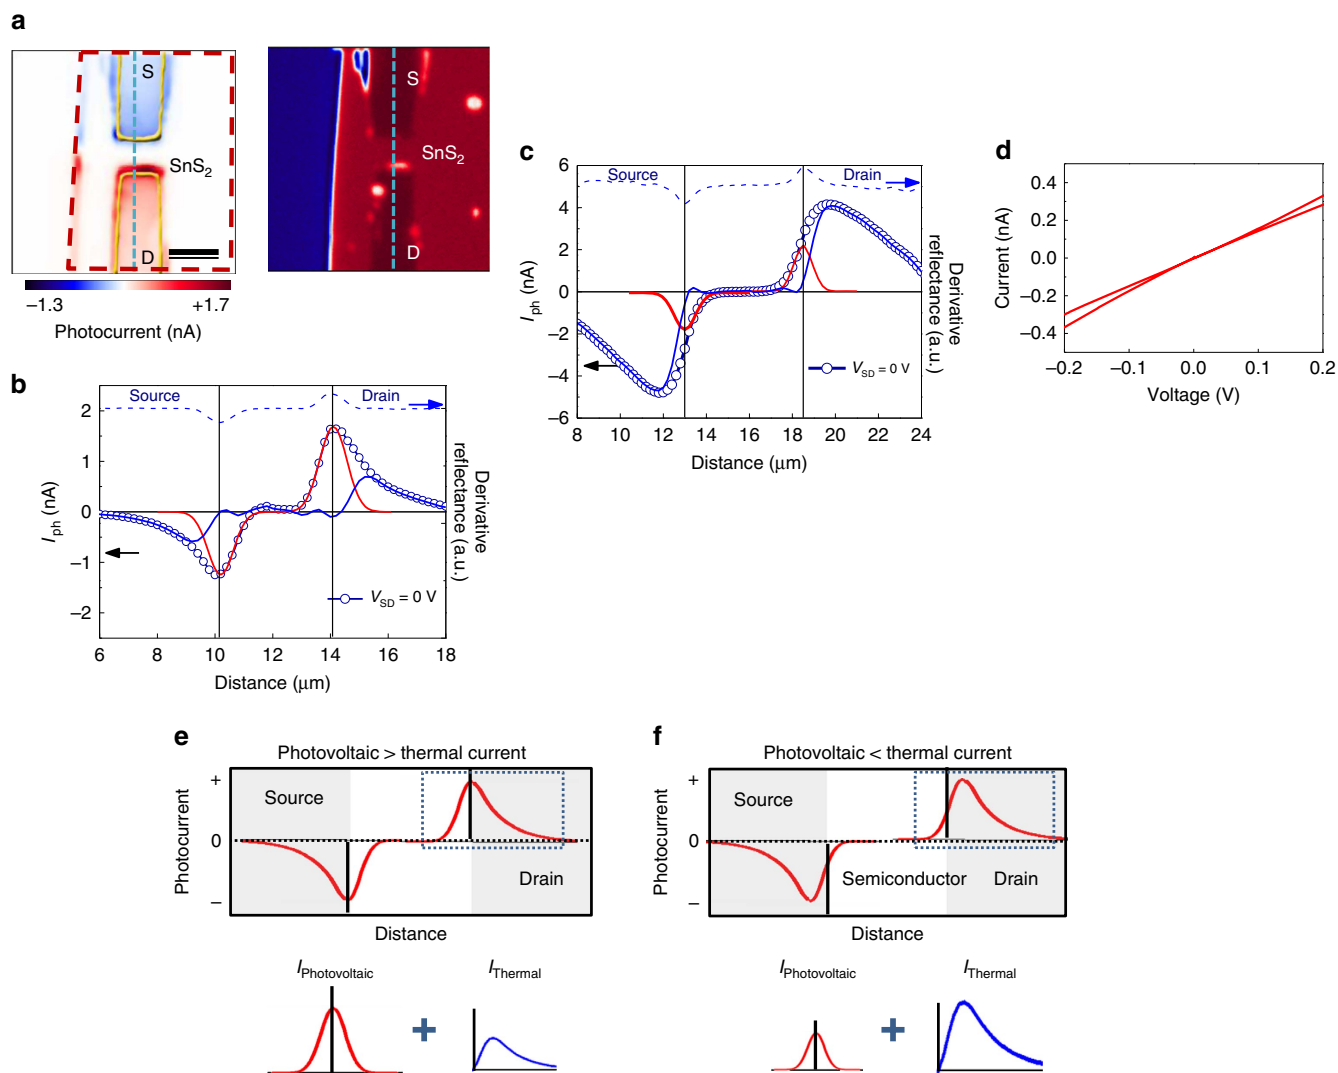 a
S
SnS2
D
−1.3
+1.7
Photocurrent (nA)
S
SnS2
D
b
Source
Drain
2
1
0
−1
−2
Iph (nA)
Derivative
reflectance
(a.u.)
VSD = 0 V
6 8 10 12 14 16 18
Distance (μm)
c
Source
Drain
6
4
2
0
−2
−4
−6
Iph (nA)
Derivative
reflectance (a.u.)
VSD = 0 V
8 10 12 14 16 18 20 22 24
Distance (μm)
d
0.4
0.2
0.0
−0.2
−0.4
Current (nA)
−0.2 −0.1 0.0 0.1 0.2
Voltage (V)
e
Photovoltaic > thermal current
+
0
−
Photocurrent
Source
Drain
Distance
IPhotovoltaic
IThermal
+
f
Photovoltaic < thermal current
+
0
−
Photocurrent
Source
Semiconductor
Drain
Distance
IPhotovoltaic
IThermal
+